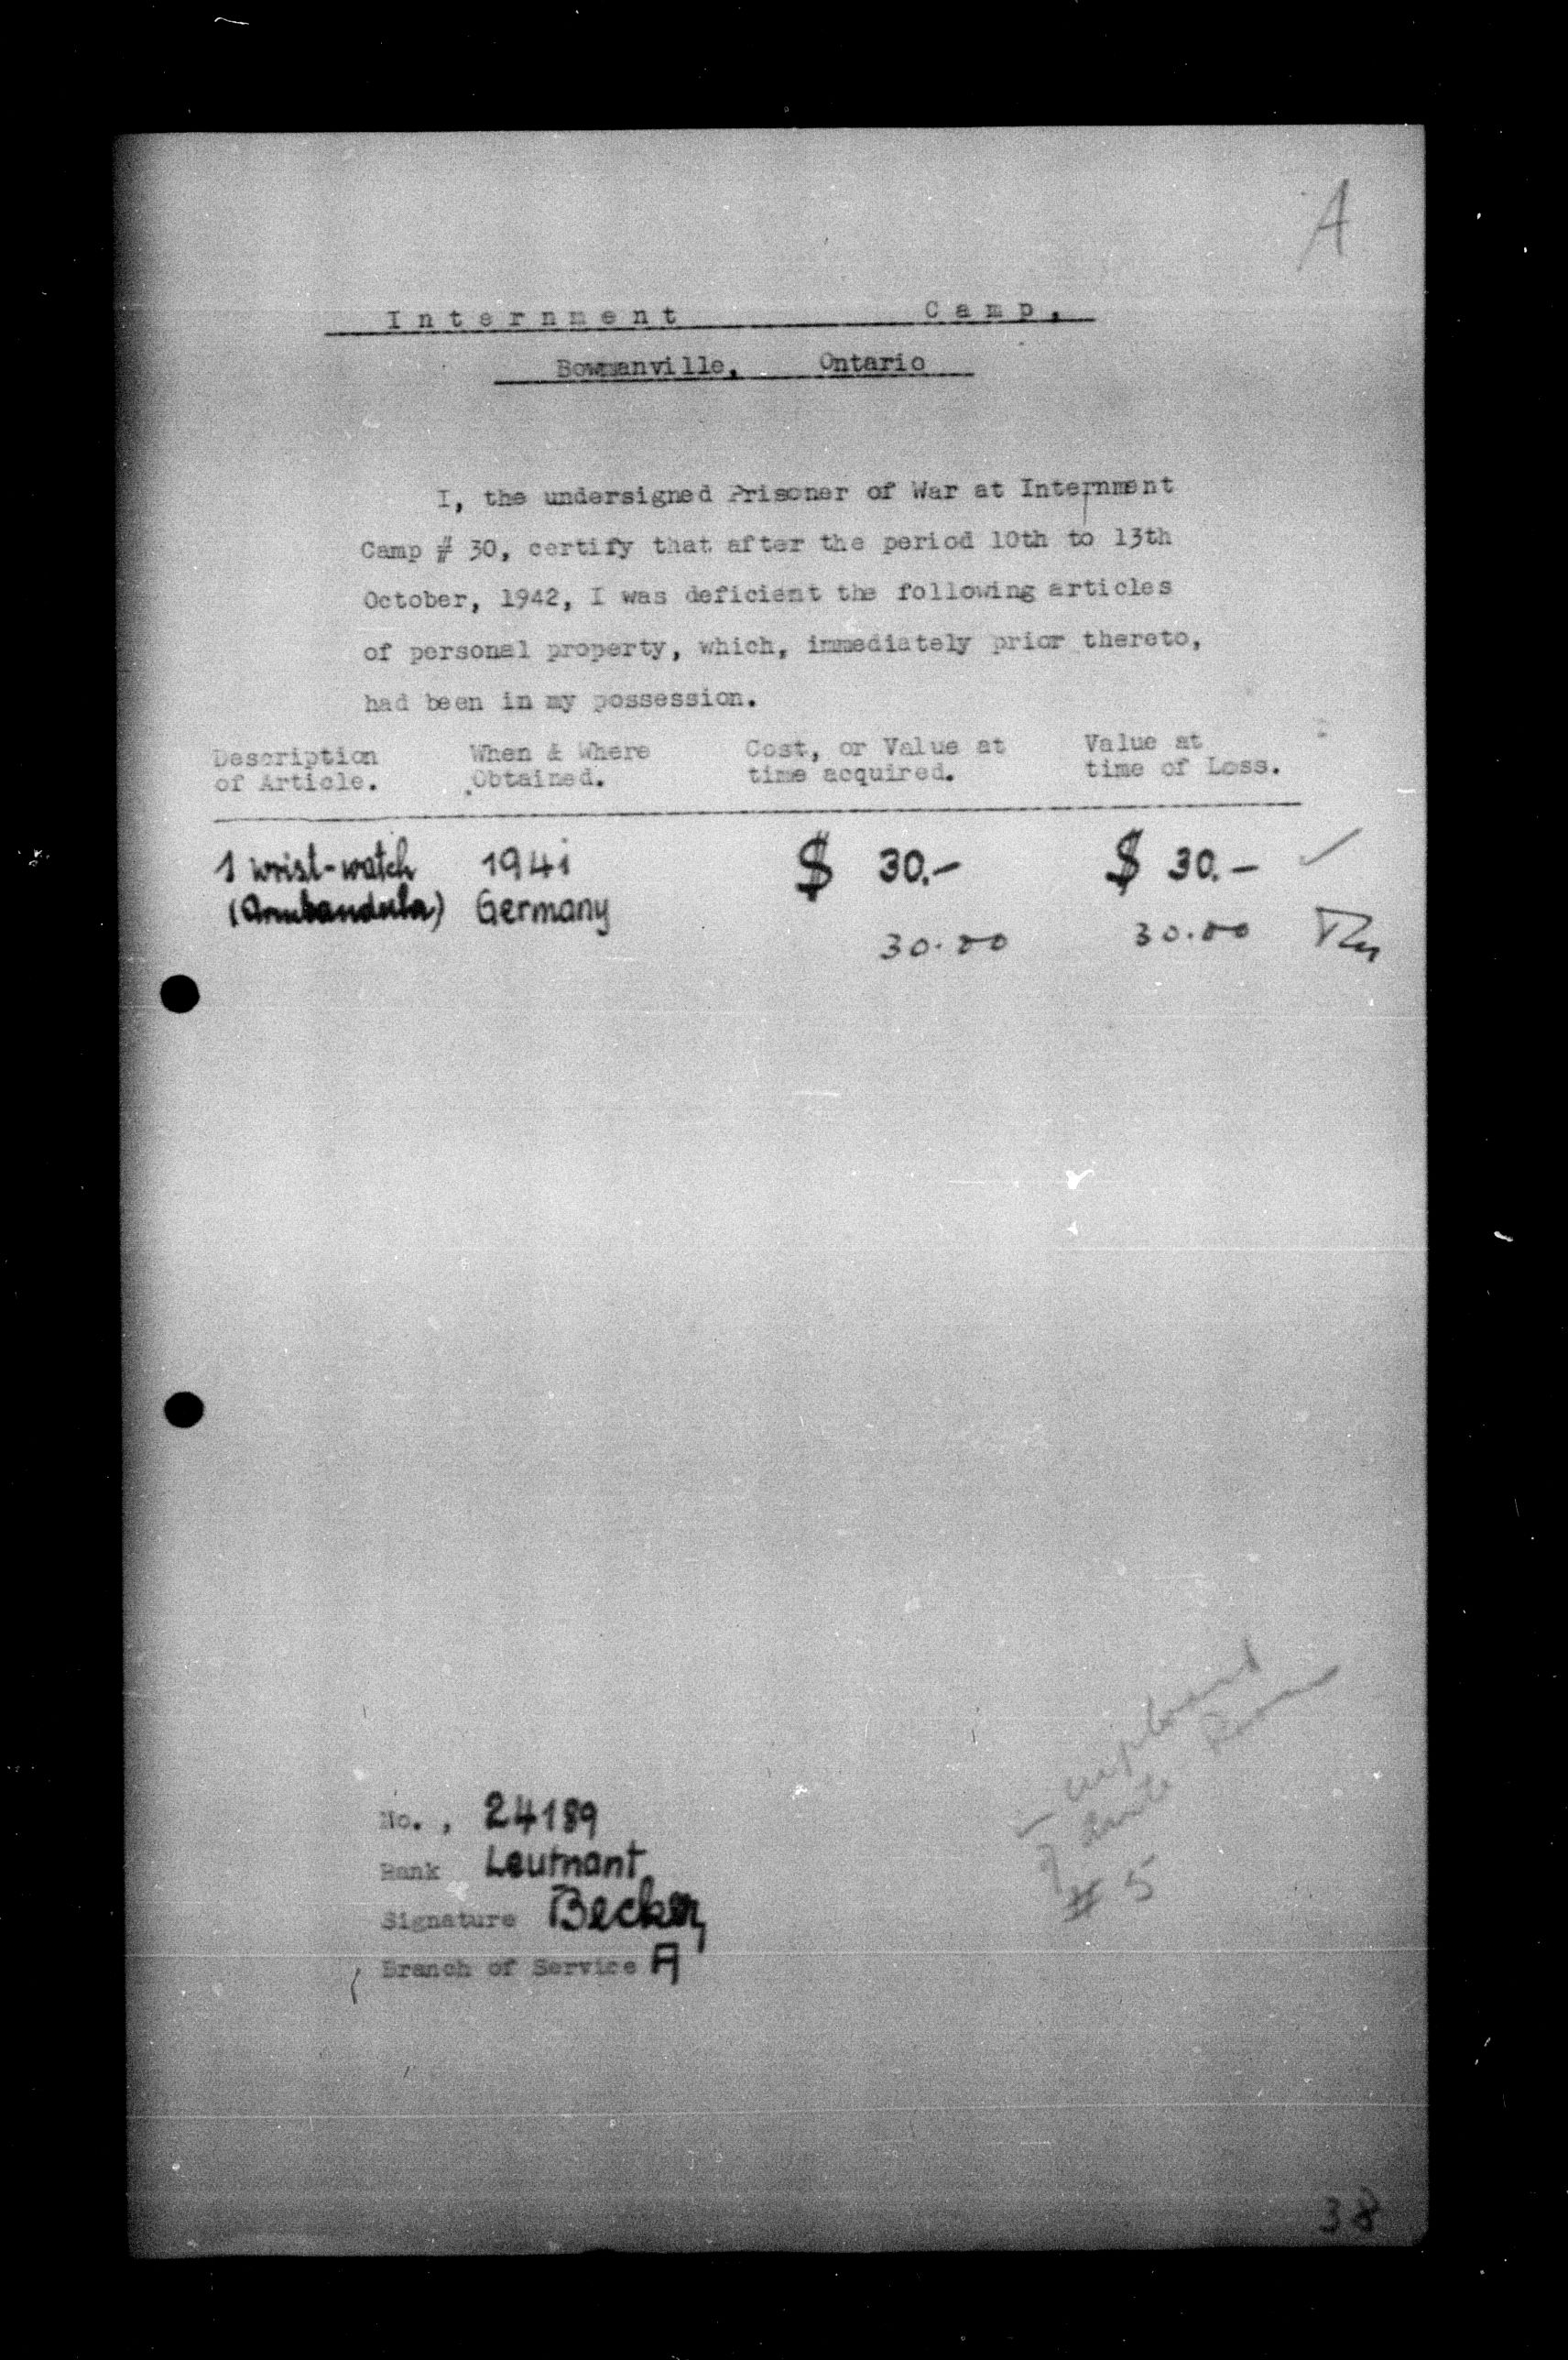 A
Internment Camp.
Bowmanville, Ontario
I, the undersigned Prisoner of War at Internment
Camp # 30, certify that after the period 10th to 13th
October, 1942, I was deficient the following articles
of personal property, which, immediately prior thereto,
had been in my possession.
Description of Article. When & Where Obtained. Cost, or Value at time acquired. Value at time of Loss.
1 wrist-watch 1941 $ 30.- $ 30.- ✓
Germany
30.00 30.00
No., 24189
Rank Leutnant
Signature Becker
Branch of Service A
# 5
38